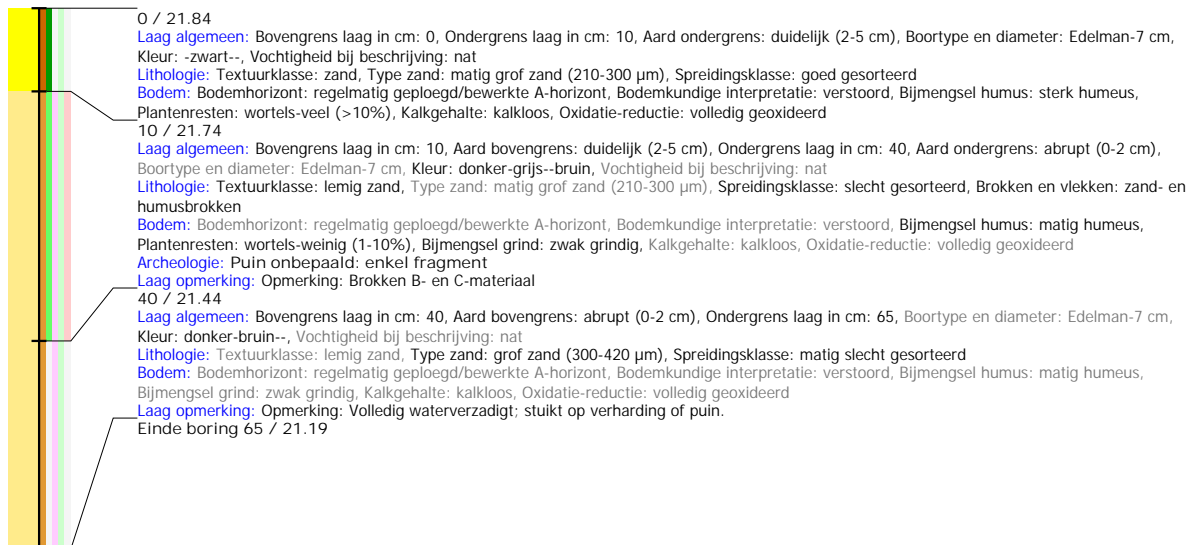 0 / 21.84
Laag algemeen: Bovengrens laag in cm: 0, Ondergrens laag in cm: 10, Aard ondergrens: duidelijk (2-5 cm), Boortype en diameter: Edelman-7 cm,
Kleur: -zwart--, Vochtigheid bij beschrijving: nat
Lithologie: Textuurklasse: zand, Type zand: matig grof zand (210-300 µm), Spreidingsklasse: goed gesorteerd
Bodem: Bodemhorizont: regelmatig geploegd/bewerkte A-horizont, Bodemkundige interpretatie: verstoord, Bijmengsel humus: sterk humeus,
Plantenresten: wortels-veel (>10%), Kalkgehalte: kalkloos, Oxidatie-reductie: volledig geoxideerd
10 / 21.74
Laag algemeen: Bovengrens laag in cm: 10, Aard bovengrens: duidelijk (2-5 cm), Ondergrens laag in cm: 40, Aard ondergrens: abrupt (0-2 cm),
Boortype en diameter: Edelman-7 cm, Kleur: donker-grijs--bruin, Vochtigheid bij beschrijving: nat
Lithologie: Textuurklasse: lemig zand, Type zand: matig grof zand (210-300 µm), Spreidingsklasse: slecht gesorteerd, Brokken en vlekken: zand- en
humusbrokken
Bodem: Bodemhorizont: regelmatig geploegd/bewerkte A-horizont, Bodemkundige interpretatie: verstoord, Bijmengsel humus: matig humeus,
Plantenresten: wortels-weinig (1-10%), Bijmengsel grind: zwak grindig, Kalkgehalte: kalkloos, Oxidatie-reductie: volledig geoxideerd
Archeologie: Puin onbepaald: enkel fragment
Laag opmerking: Opmerking: Brokken B- en C-materiaal
40 / 21.44
Laag algemeen: Bovengrens laag in cm: 40, Aard bovengrens: abrupt (0-2 cm), Ondergrens laag in cm: 65, Boortype en diameter: Edelman-7 cm,
Kleur: donker-bruin--, Vochtigheid bij beschrijving: nat
Lithologie: Textuurklasse: lemig zand, Type zand: grof zand (300-420 µm), Spreidingsklasse: matig slecht gesorteerd
Bodem: Bodemhorizont: regelmatig geploegd/bewerkte A-horizont, Bodemkundige interpretatie: verstoord, Bijmengsel humus: matig humeus,
Bijmengsel grind: zwak grindig, Kalkgehalte: kalkloos, Oxidatie-reductie: volledig geoxideerd
Laag opmerking: Opmerking: Volledig waterverzadigt; stuikt op verharding of puin.
Einde boring 65 / 21.19